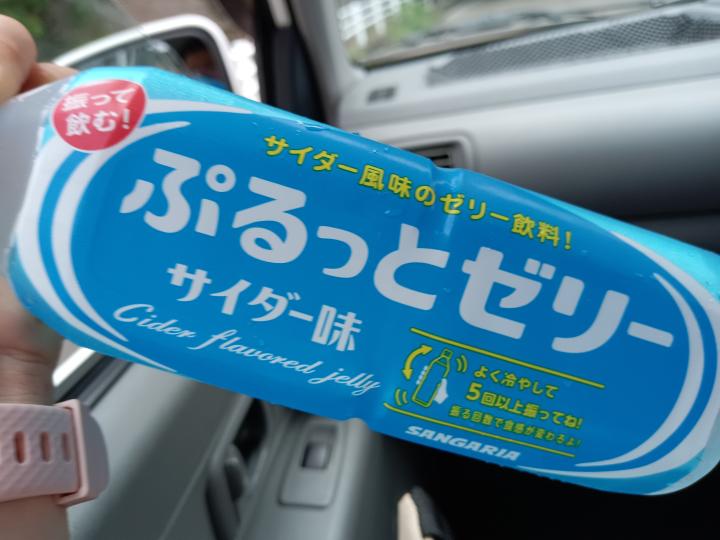 振って
飲む!
サイダー風味のゼリー飲料!
ぷるっとゼリー
サイダー味
Cider flavored jelly
よく冷やして
5回以上振ってね!
振る回数で食感が変わるよ!
SANGARIA